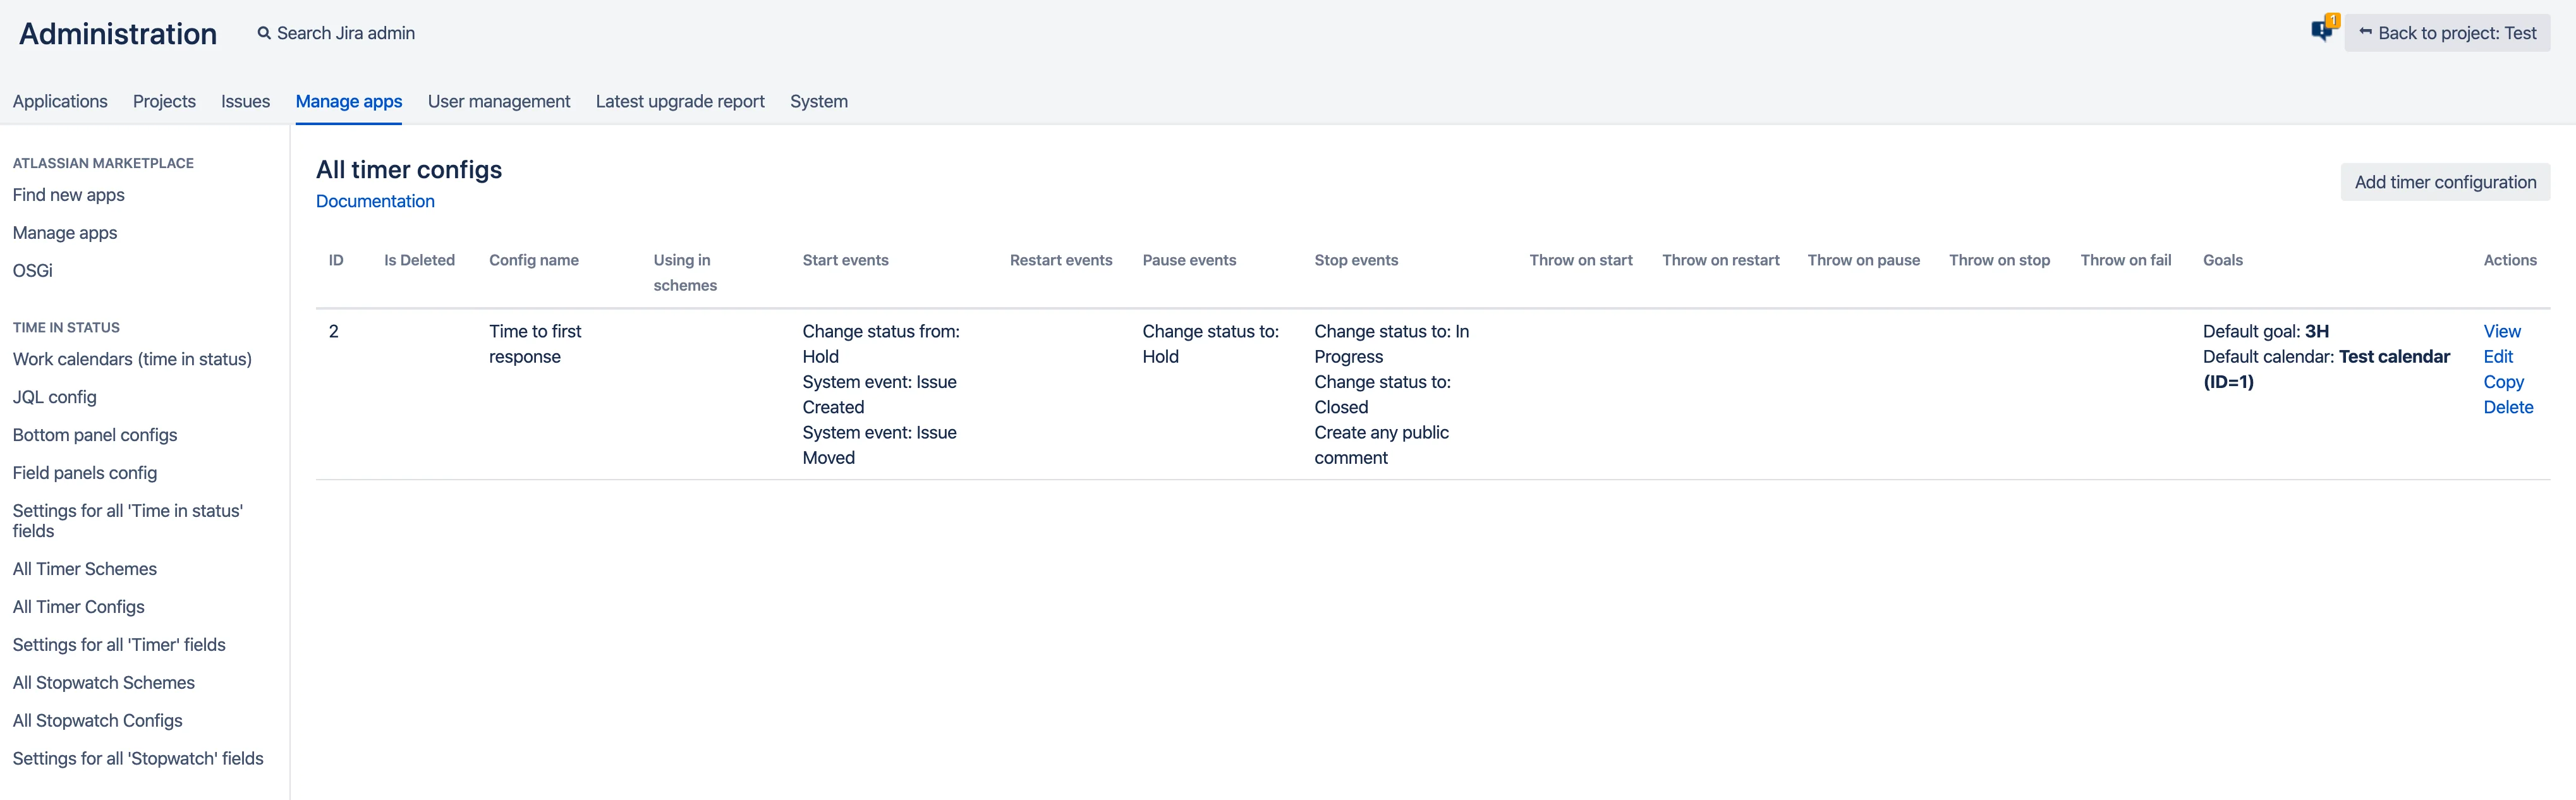 Administration
Search Jira admin
1
Back to project: Test
Applications Projects Issues Manage apps User management Latest upgrade report System
ATLASSIAN MARKETPLACE
Find new apps
Manage apps
OSGi
TIME IN STATUS
Work calendars (time in status)
JQL config
Bottom panel configs
Field panels config
Settings for all 'Time in status'
fields
All Timer Schemes
All Timer Configs
Settings for all 'Timer' fields
All Stopwatch Schemes
All Stopwatch Configs
Settings for all 'Stopwatch' fields
All timer configs
Documentation
Add timer configuration
ID
Is Deleted
Config name
Using in
schemes
Start events
Restart events
Pause events
Stop events
Throw on start
Throw on restart
Throw on pause
Throw on stop
Throw on fail
Goals
Actions
2
Time to first
response
Change status from:
Hold
System event: Issue
Created
System event: Issue
Moved
Change status to:
Hold
Change status to: In
Progress
Change status to:
Closed
Create any public
comment
Default goal: 3H
Default calendar: Test calendar
(ID=1)
View
Edit
Copy
Delete